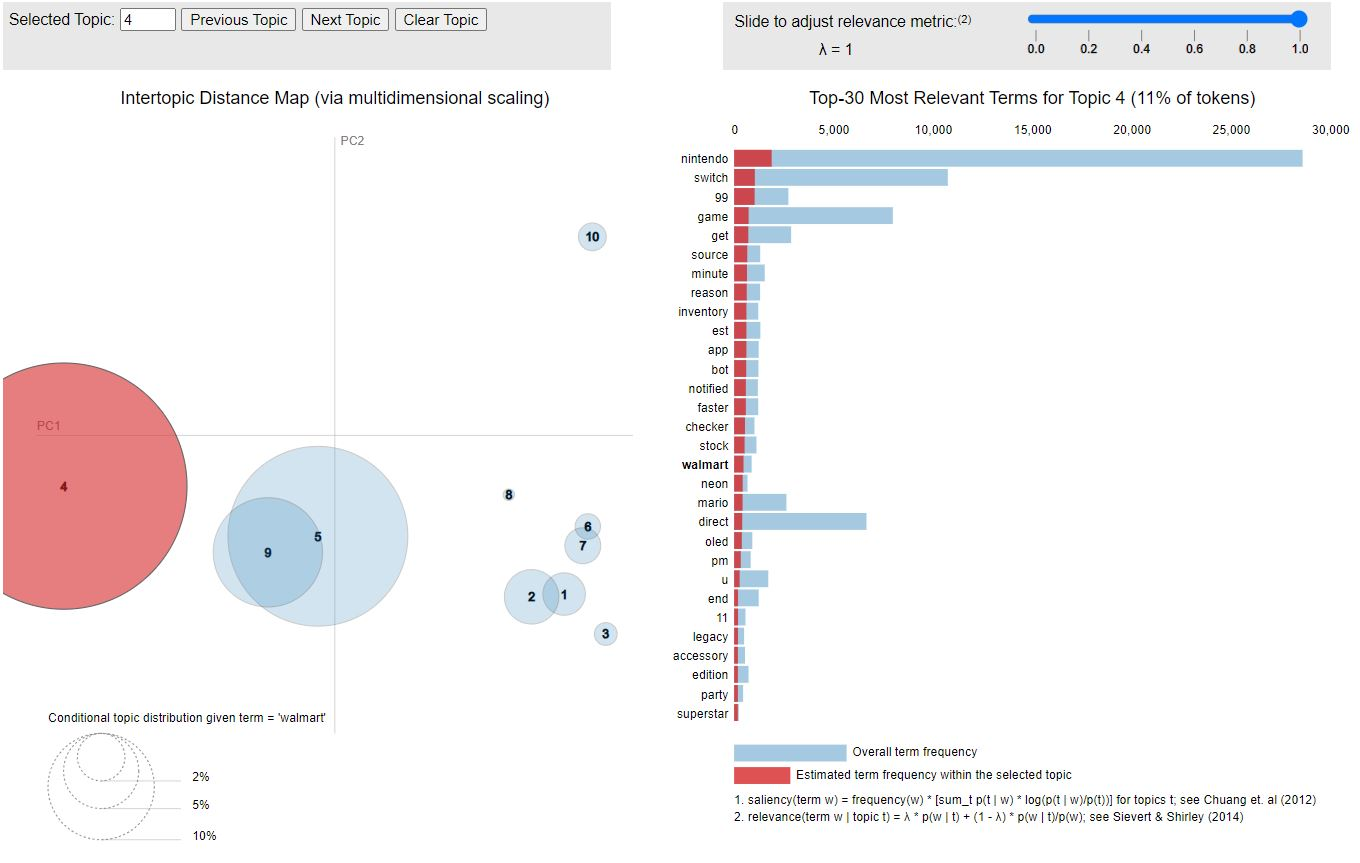 Selected Topic: 4 Previous Topic Next Topic Clear Topic
Slide to adjust relevance metric:(2)
λ = 1
0.0 0.2 0.4 0.6 0.8 1.0
Intertopic Distance Map (via multidimensional scaling)
PC2
PC1
10
4
5
9
8
6
7
2
1
3
Conditional topic distribution given term = 'walmart'
2%
5%
10%
Top-30 Most Relevant Terms for Topic 4 (11% of tokens)
0 5,000 10,000 15,000 20,000 25,000 30,000
nintendo
switch
99
game
get
source
minute
reason
inventory
est
app
bot
notified
faster
checker
stock
walmart
neon
mario
direct
oled
pm
u
end
11
legacy
accessory
edition
party
superstar
Overall term frequency
Estimated term frequency within the selected topic
1. saliency(term w) = frequency(w) * [sum_t p(t | w) * log(p(t | w)/p(t))] for topics t; see Chuang et. al (2012)
2. relevance(term w | topic t) = λ * p(w | t) + (1 - λ) * p(w | t)/p(w); see Sievert & Shirley (2014)